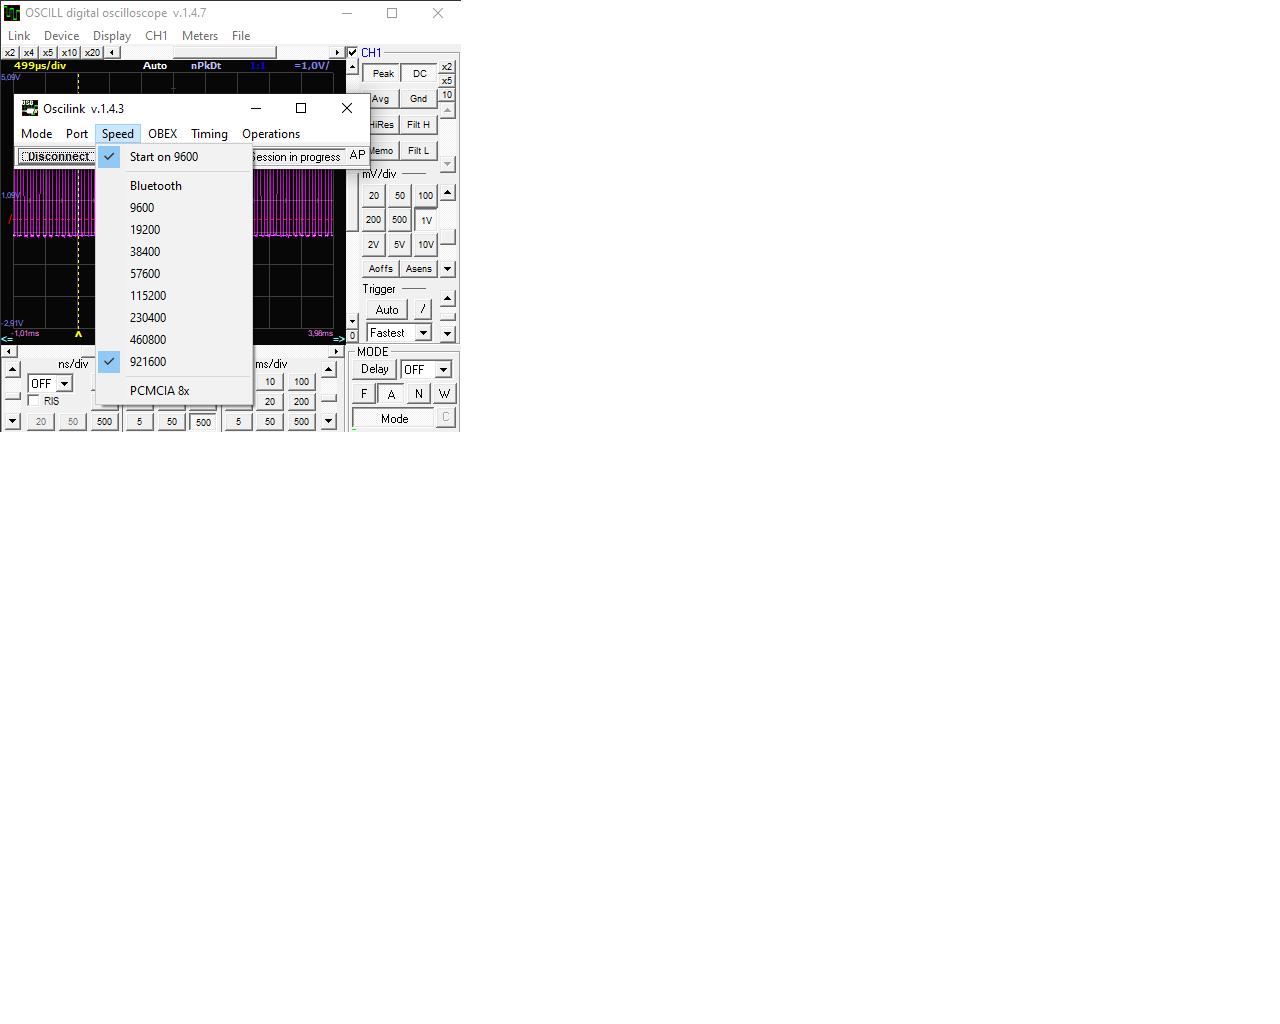 OSCILL digital oscilloscope v.1.4.7
Link Device Display CH1 Meters File
x2 x4 x5 x10 x20
CH1
499µs/div Auto nPkDt =1,0V/
5,09V
Peak DC x2
x5
Avg Gnd 10
Oscilink v.1.4.3
Mode Port Speed OBEX Timing Operations
HiRes Filt H
Disconnect Session in progress AP
Memo Filt L
Start on 9600
Bluetooth
9600
19200
38400
57600
115200
230400
460800
921600
PCMCIA 8x
mV/div
1,09V
20 50 100
200 500 1V
2V 5V 10V
Aoffs Asens
Trigger
Auto /
Fastest
-2,91V
-1,01ms 3,98ms
<= =>
0
MODE
ns/div ms/div
Delay OFF
OFF 10 100
F A N W
RIS 20 200
Mode C
20 50 500 5 50 500 5 50 500